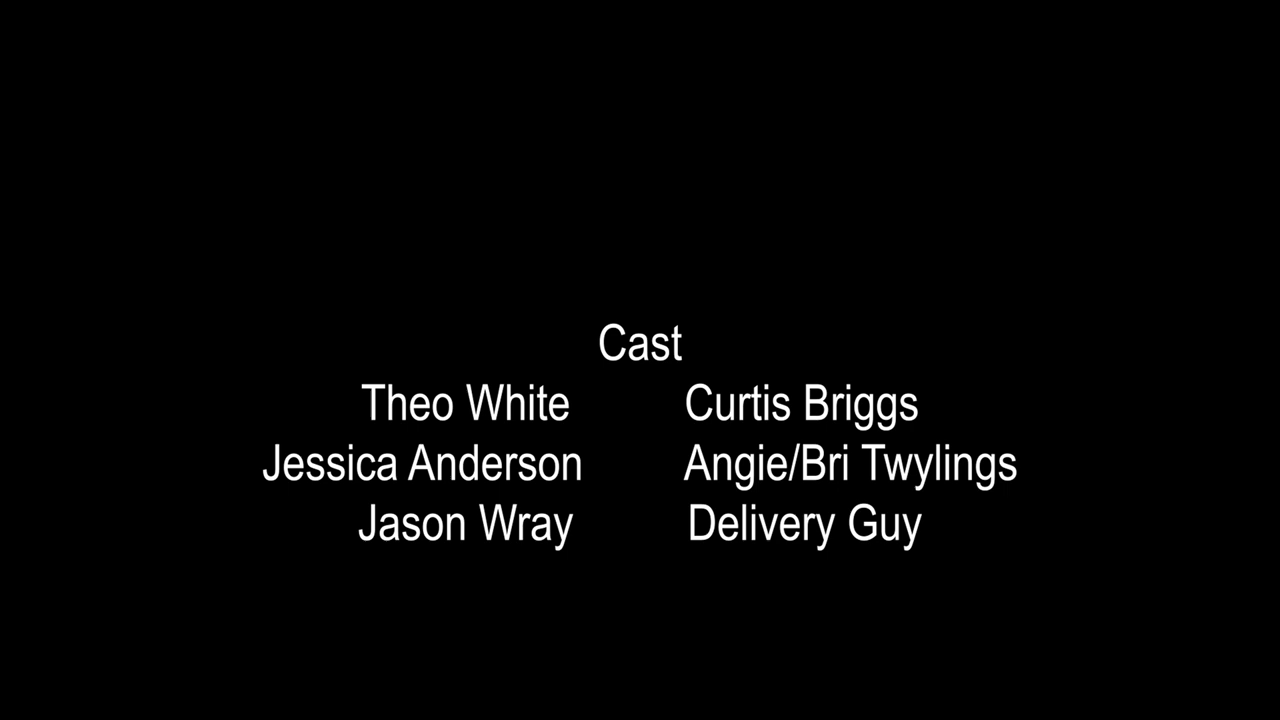 Cast
Theo White Curtis Briggs
Jessica Anderson Angie/Bri Twylings
Jason Wray Delivery Guy